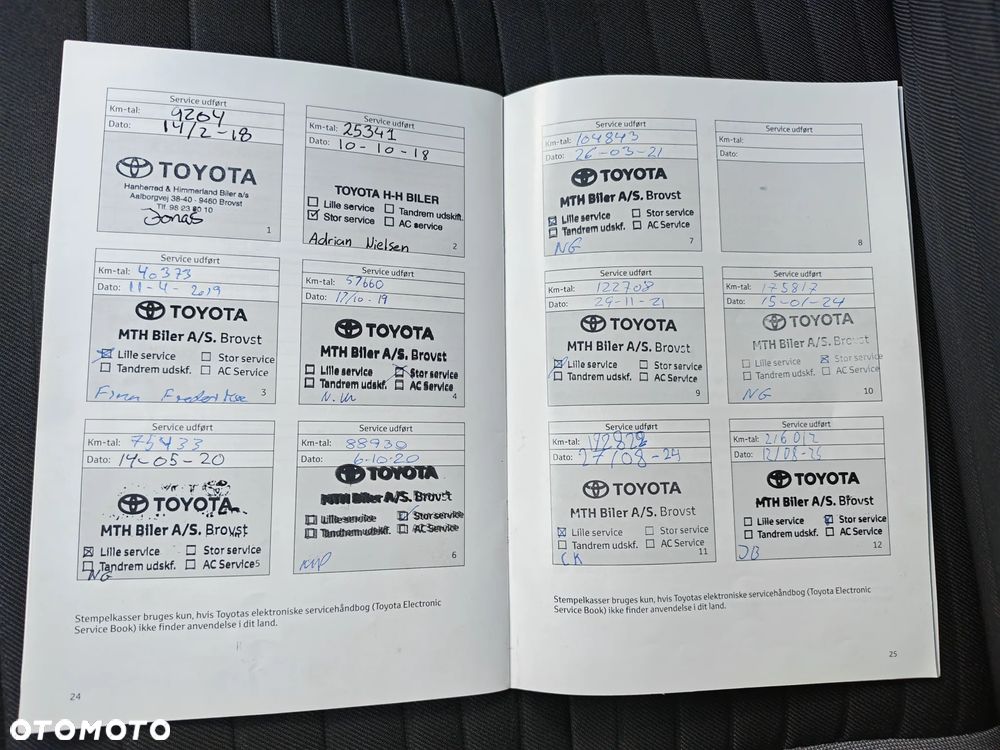 Service udført
Km-tal: 9204
Dato: 14/2-18
TOYOTA
Hanherred & Himmerland Biler a/s
Aalborgvej 38-40 - 9460 Brovst
Jonas
1
Service udført
Km-tal: 25341
Dato: 10-10-18
TOYOTA H-H BILER
Lille service Tandrem udskift.
Stor service AC service
Adrian Nielsen
2
Service udført
Km-tal: 40373
Dato: 11-4-2019
TOYOTA
MTH Biler A/S. Brovst
Lille service Stor service
Tandrem udskf. AC Service
3
Service udført
Km-tal: 57660
Dato: 17/10-19
TOYOTA
MTH Biler A/S. Brovst
Lille service Stor service
Tandrem udskf. AC Service
4
Service udført
Km-tal: 75433
Dato: 14-05-20
TOYOTA
MTH Biler A/S. Brovst
Lille service Stor service
Tandrem udskf. AC Service
5
NG
Service udført
Km-tal: 88930
Dato: 6-10-20
TOYOTA
MTH Biler A/S. Brovst
Lille service Stor service
Tandrem udskf. AC Service
6
Stempelkasser bruges kun, hvis Toyotas elektroniske servicehåndbog (Toyota Electronic
Service Book) ikke finder anvendelse i dit land.
24
Service udført
Km-tal: 104843
Dato: 26-03-21
TOYOTA
MTH Biler A/S. Brovst
Lille service Stor service
Tandrem udskf. AC Service
NG
7
Service udført
Km-tal:
Dato:
8
Service udført
Km-tal: 122708
Dato: 29-11-21
TOYOTA
MTH Biler A/S. Brovst
Lille service Stor service
Tandrem udskf. AC Service
9
Service udført
Km-tal: 175817
Dato: 15-01-24
TOYOTA
MTH Biler A/S. Brovst
Lille service Stor service
Tandrem udskf. AC Service
NG
10
Service udført
Km-tal:
Dato: 27/08-24
TOYOTA
MTH Biler A/S. Brovst
Lille service Stor service
Tandrem udskf. AC Service
CK
11
Service udført
Km-tal: 216012
Dato:
TOYOTA
MTH Biler A/S. Brovst
Lille service Stor service
Tandrem udskf. AC Service
JB
12
Stempelkasser bruges kun, hvis Toyotas elektroniske servicehåndbog (Toyota Electronic
Service Book) ikke finder anvendelse i dit land.
25
OTOMOTO